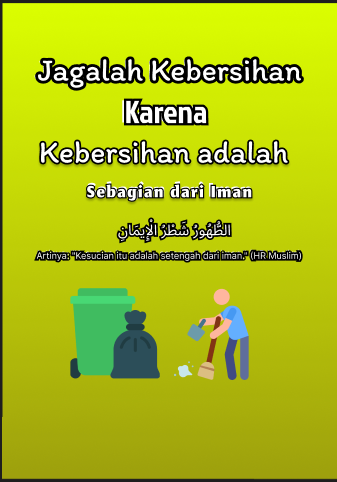 Jagalah Kebersihan
Karena
Kebersihan adalah
Sebagian dari Iman
الطُّهُورُ شَطْرُ الْإِيمَانِ
Artinya: "Kesucian itu adalah setengah dari iman." (HR Muslim)